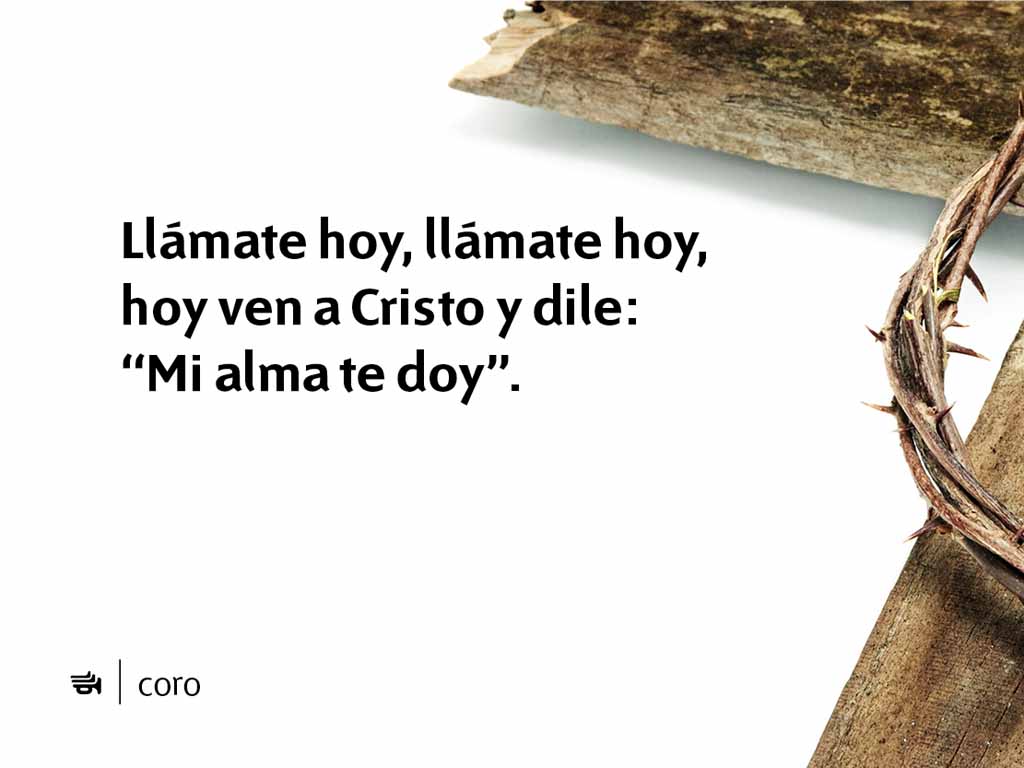 Llámate hoy, llámate hoy,
hoy ven a Cristo y dile:
“Mi alma te doy”.
coro